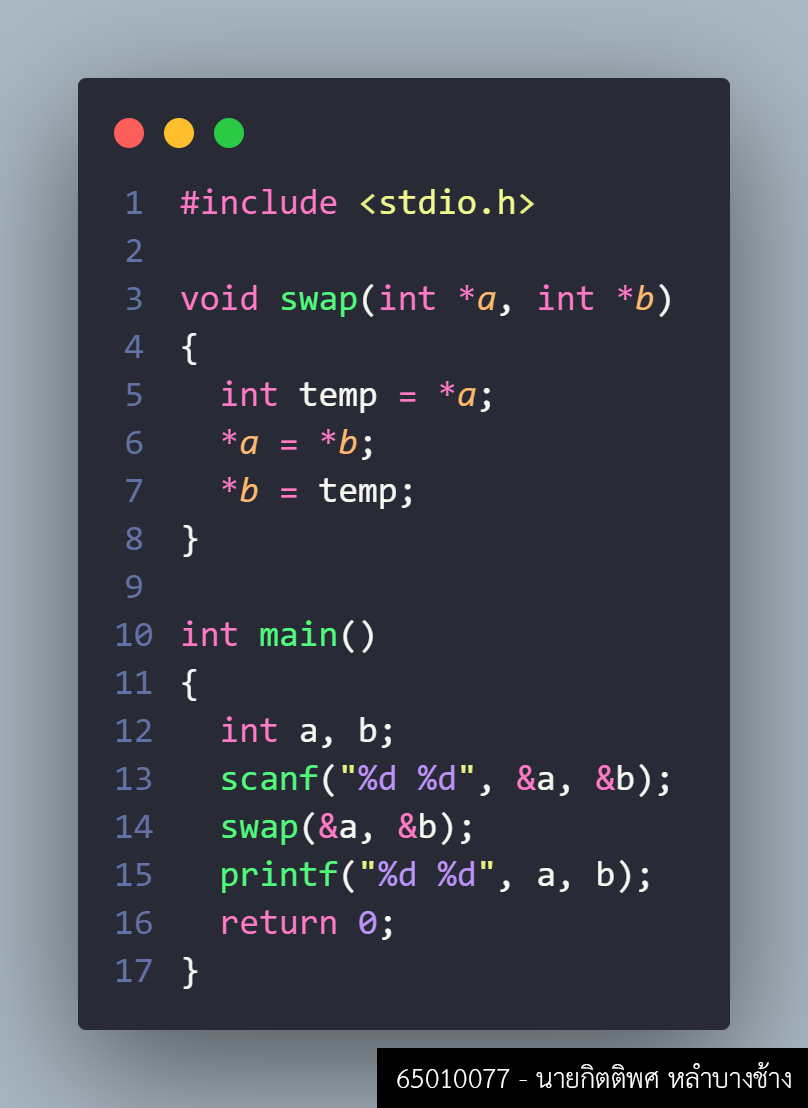 1 #include <stdio.h>
2
3 void swap(int *a, int *b)
4 {
5   int temp = *a;
6   *a = *b;
7   *b = temp;
8 }
9
10 int main()
11 {
12   int a, b;
13   scanf("%d %d", &a, &b);
14   swap(&a, &b);
15   printf("%d %d", a, b);
16   return 0;
17 }
65010077 - นายกิตติพศ หลำบางช้าง